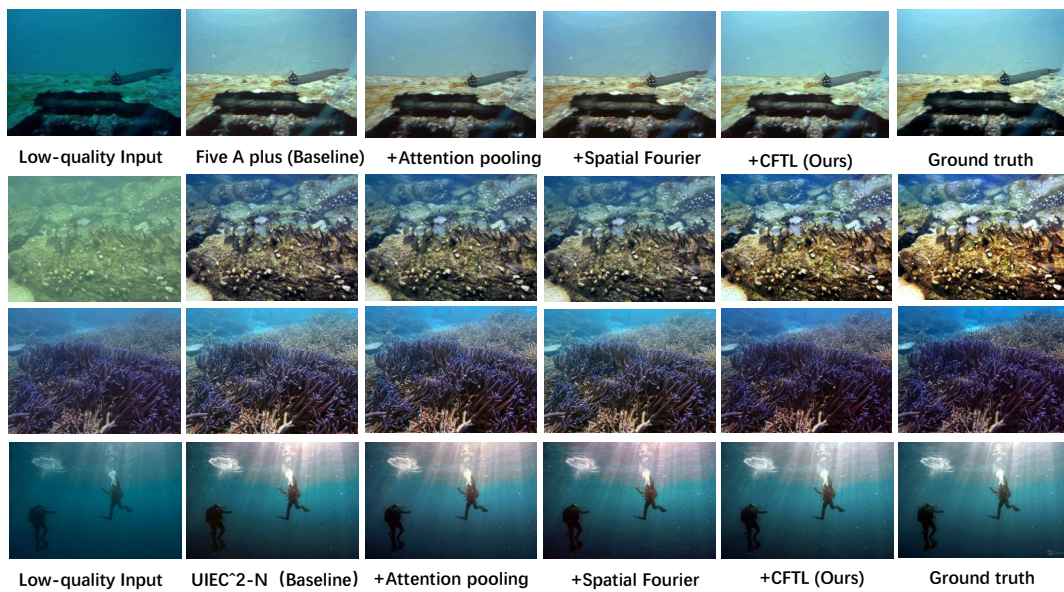 Low-quality Input Five A plus (Baseline) +Attention pooling +Spatial Fourier +CFTL (Ours) Ground truth
Low-quality Input UIEC^2-N（Baseline） +Attention pooling +Spatial Fourier +CFTL (Ours) Ground truth